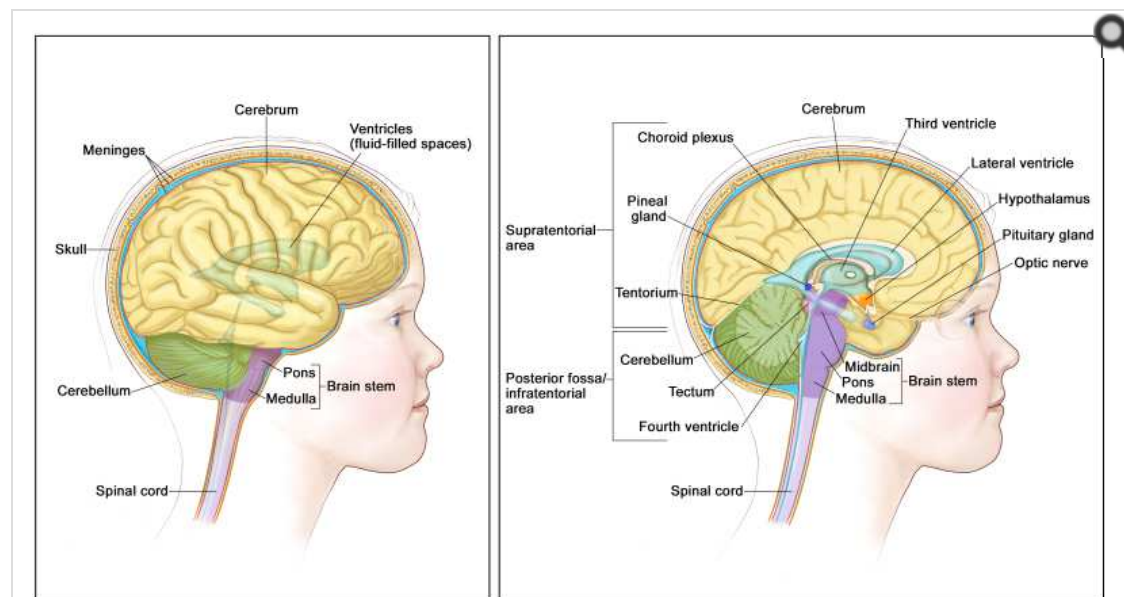 Cerebrum
Ventricles
(fluid-filled spaces)
Meninges
Skull
Cerebellum
Pons
Medulla
Brain stem
Spinal cord
Cerebrum
Choroid plexus
Third ventricle
Lateral ventricle
Pineal
gland
Hypothalamus
Supratentorial
area
Pituitary gland
Optic nerve
Tentorium
Cerebellum
Posterior fossa/
infratentorial
area
Midbrain
Pons
Medulla
Brain stem
Tectum
Fourth ventricle
Spinal cord